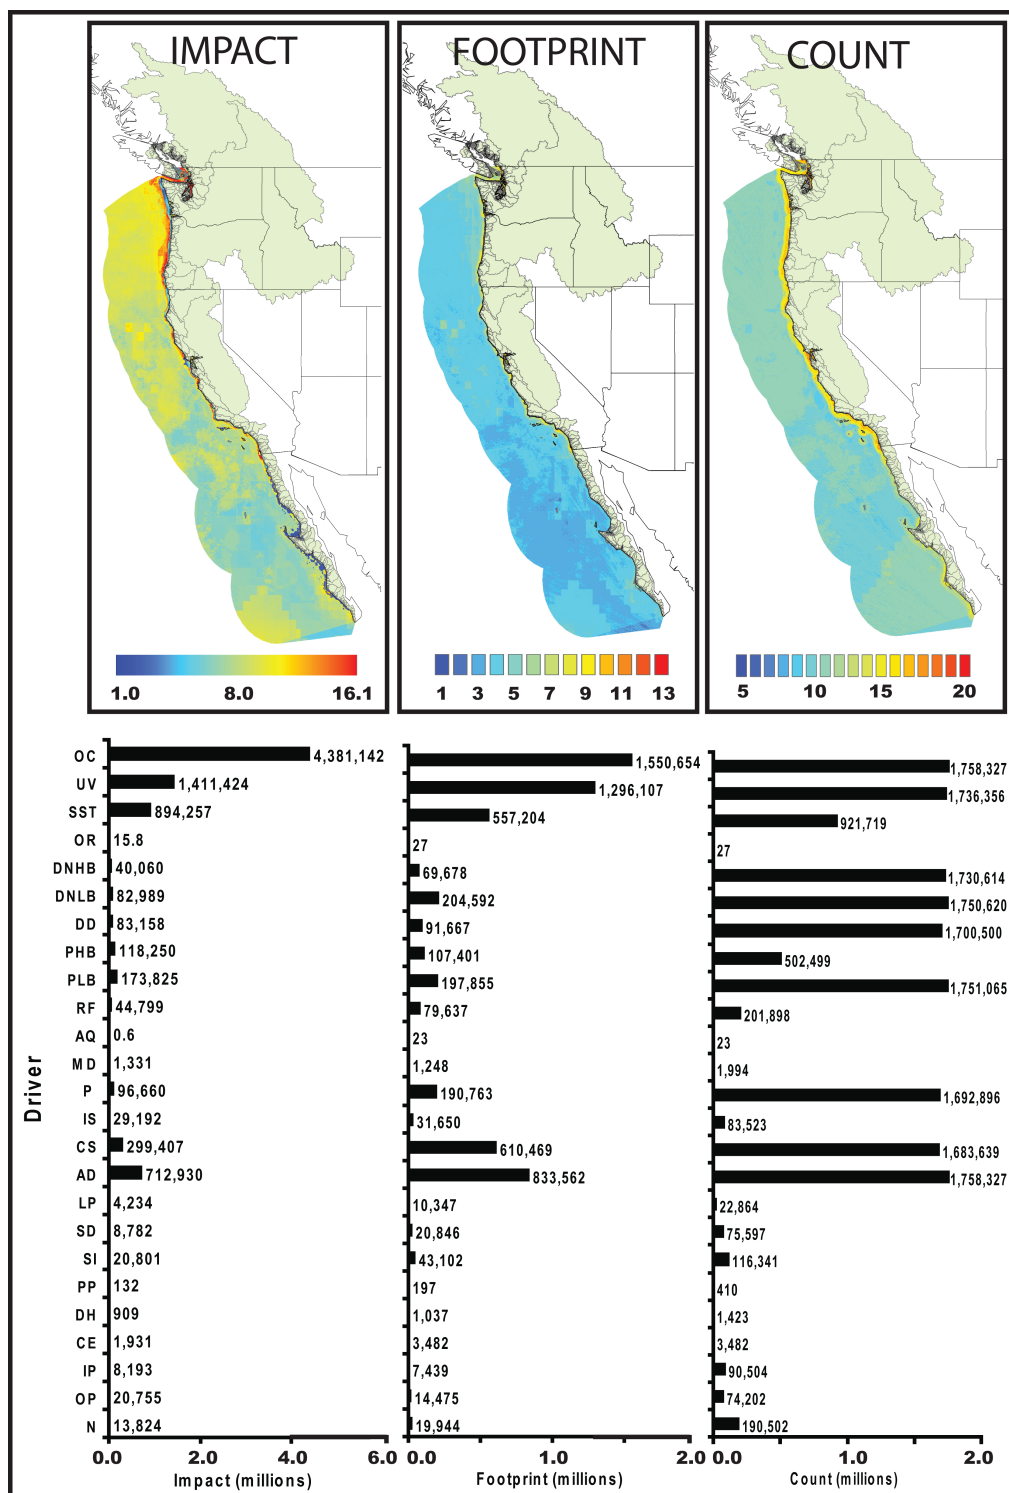 IMPACT FOOTPRINT COUNT
1.0 8.0 16.1
1 3 5 7 9 11 13
5 10 15 20
Driver
OC 4,381,142 1,550,654 1,758,327
UV 1,411,424 1,296,107 1,736,356
SST 894,257 557,204 921,719
OR 15.8 27 27
DNHB 40,060 69,678 1,730,614
DNLB 82,989 204,592 1,750,620
DD 83,158 91,667 1,700,500
PHB 118,250 107,401 502,499
PLB 173,825 197,855 1,751,065
RF 44,799 79,637 201,898
AQ 0.6 23 23
MD 1,331 1,248 1,994
P 96,660 190,763 1,692,896
IS 29,192 31,650 83,523
CS 299,407 610,469 1,683,639
AD 712,930 833,562 1,758,327
LP 4,234 10,347 22,864
SD 8,782 20,846 75,597
SI 20,801 43,102 116,341
PP 132 197 410
DH 909 1,037 1,423
CE 1,931 3,482 3,482
IP 8,193 7,439 90,504
OP 20,755 14,475 74,202
N 13,824 19,944 190,502
0.0 2.0 4.0 6.0 0.0 1.0 2.0 0.0 1.0 2.0
Impact (millions) Footprint (millions) Count (millions)